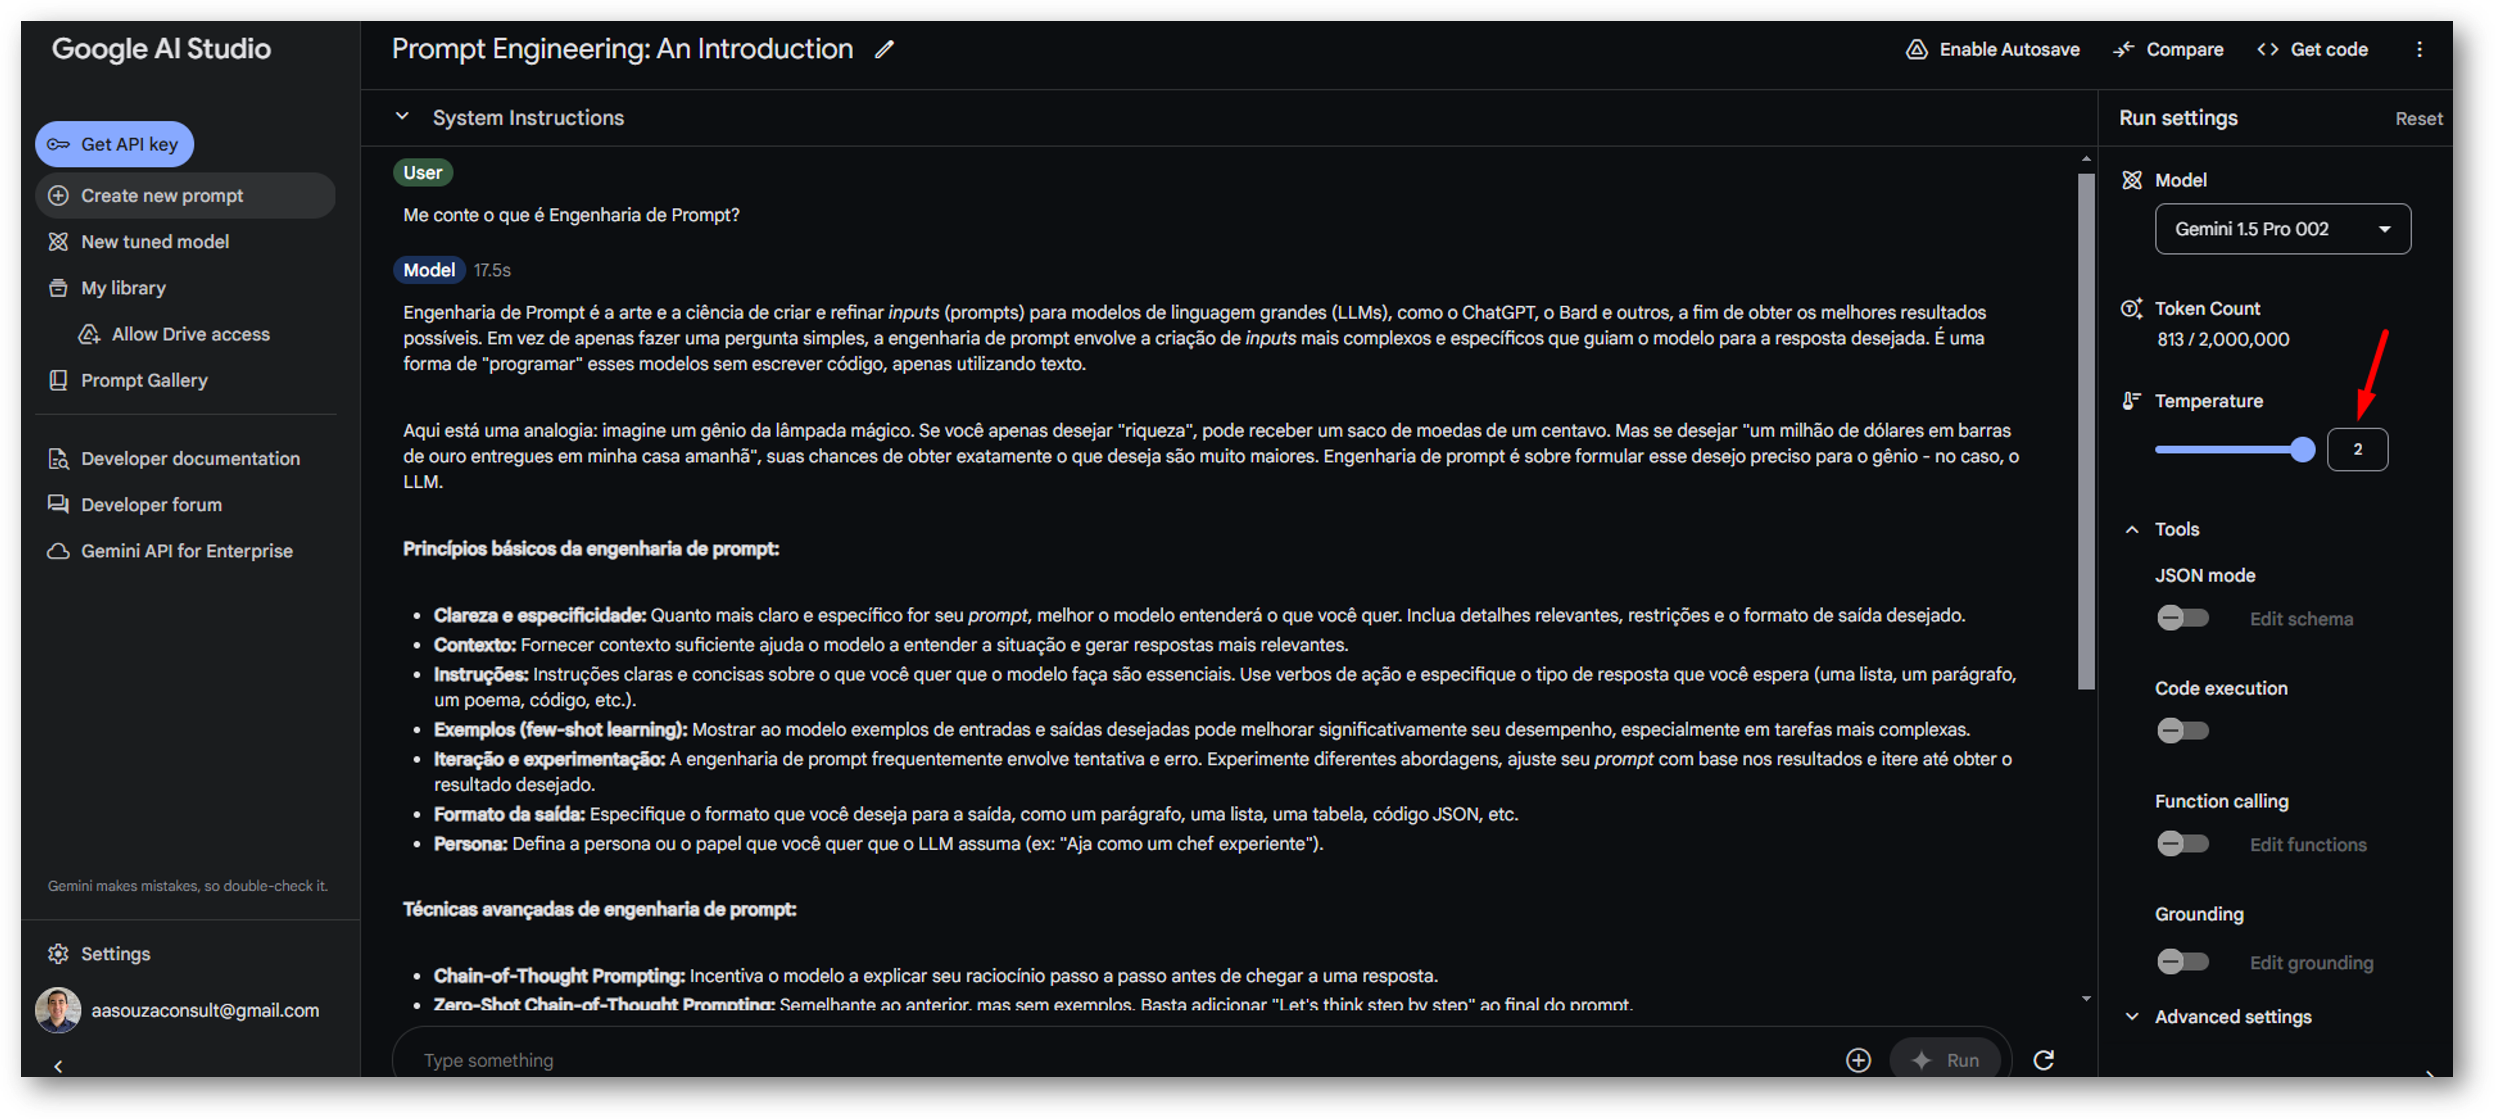 Google AI Studio
Get API key
Create new prompt
New tuned model
My library
Allow Drive access
Prompt Gallery
Developer documentation
Developer forum
Gemini API for Enterprise
Gemini makes mistakes, so double-check it.
Settings
aasouzaconsult@gmail.com
Prompt Engineering: An Introduction
Enable Autosave
Compare
Get code
System Instructions
User
Me conte o que é Engenharia de Prompt?
Model 17.5s
Engenharia de Prompt é a arte e a ciência de criar e refinar inputs (prompts) para modelos de linguagem grandes (LLMs), como o ChatGPT, o Bard e outros, a fim de obter os melhores resultados
possíveis. Em vez de apenas fazer uma pergunta simples, a engenharia de prompt envolve a criação de inputs mais complexos e específicos que guiam o modelo para a resposta desejada. É uma
forma de "programar" esses modelos sem escrever código, apenas utilizando texto.
Aqui está uma analogia: imagine um gênio da lâmpada mágico. Se você apenas desejar "riqueza", pode receber um saco de moedas de um centavo. Mas se desejar "um milhão de dólares em barras
de ouro entregues em minha casa amanhã", suas chances de obter exatamente o que deseja são muito maiores. Engenharia de prompt é sobre formular esse desejo preciso para o gênio - no caso, o
LLM.
Princípios básicos da engenharia de prompt:
• Clareza e especificidade: Quanto mais claro e específico for seu prompt, melhor o modelo entenderá o que você quer. Inclua detalhes relevantes, restrições e o formato de saída desejado.
• Contexto: Fornecer contexto suficiente ajuda o modelo a entender a situação e gerar respostas mais relevantes.
• Instruções: Instruções claras e concisas sobre o que você quer que o modelo faça são essenciais. Use verbos de ação e especifique o tipo de resposta que você espera (uma lista, um parágrafo,
um poema, código, etc.).
• Exemplos (few-shot learning): Mostrar ao modelo exemplos de entradas e saídas desejadas pode melhorar significativamente seu desempenho, especialmente em tarefas mais complexas.
• Iteração e experimentação: A engenharia de prompt frequentemente envolve tentativa e erro. Experimente diferentes abordagens, ajuste seu prompt com base nos resultados e itere até obter o
resultado desejado.
• Formato da saída: Especifique o formato que você deseja para a saída, como um parágrafo, uma lista, uma tabela, código JSON, etc.
• Persona: Defina a persona ou o papel que você quer que o LLM assuma (ex: "Aja como um chef experiente").
Técnicas avançadas de engenharia de prompt:
• Chain-of-Thought Prompting: Incentiva o modelo a explicar seu raciocínio passo a passo antes de chegar a uma resposta.
• Zero-Shot Chain-of-Thought Prompting: Semelhante ao anterior, mas sem exemplos. Basta adicionar "Let's think step by step" ao final do prompt.
Type something
Run
Run settings
Reset
Model
Gemini 1.5 Pro 002
Token Count
813 / 2,000,000
Temperature
2
Tools
JSON mode
Edit schema
Code execution
Function calling
Edit functions
Grounding
Edit grounding
Advanced settings